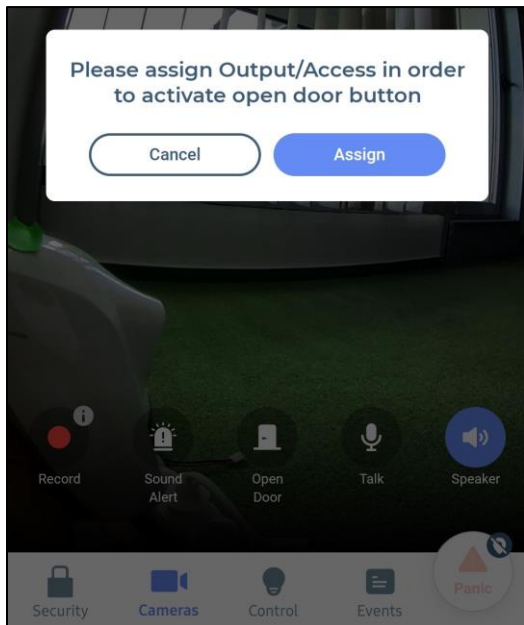 Please assign Output/Access in order
to activate open door button
Cancel Assign
Record Sound Open Talk Speaker
Alert Door
Security Cameras Control Events Panic